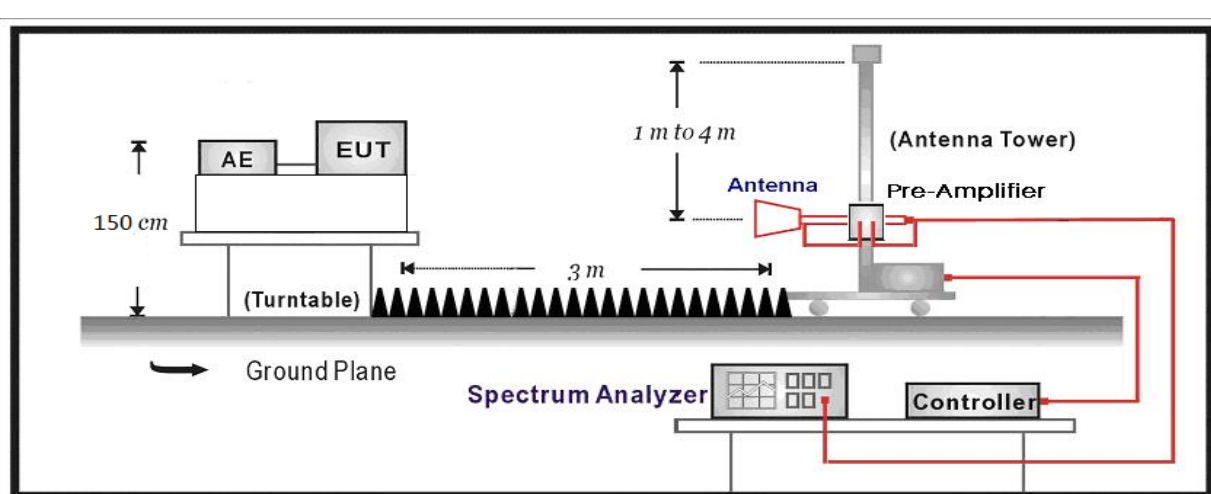 1 m to 4 m
(Antenna Tower)
AE
EUT
Antenna
Pre-Amplifier
150 cm
3 m
(Turntable)
Ground Plane
Spectrum Analyzer
Controller